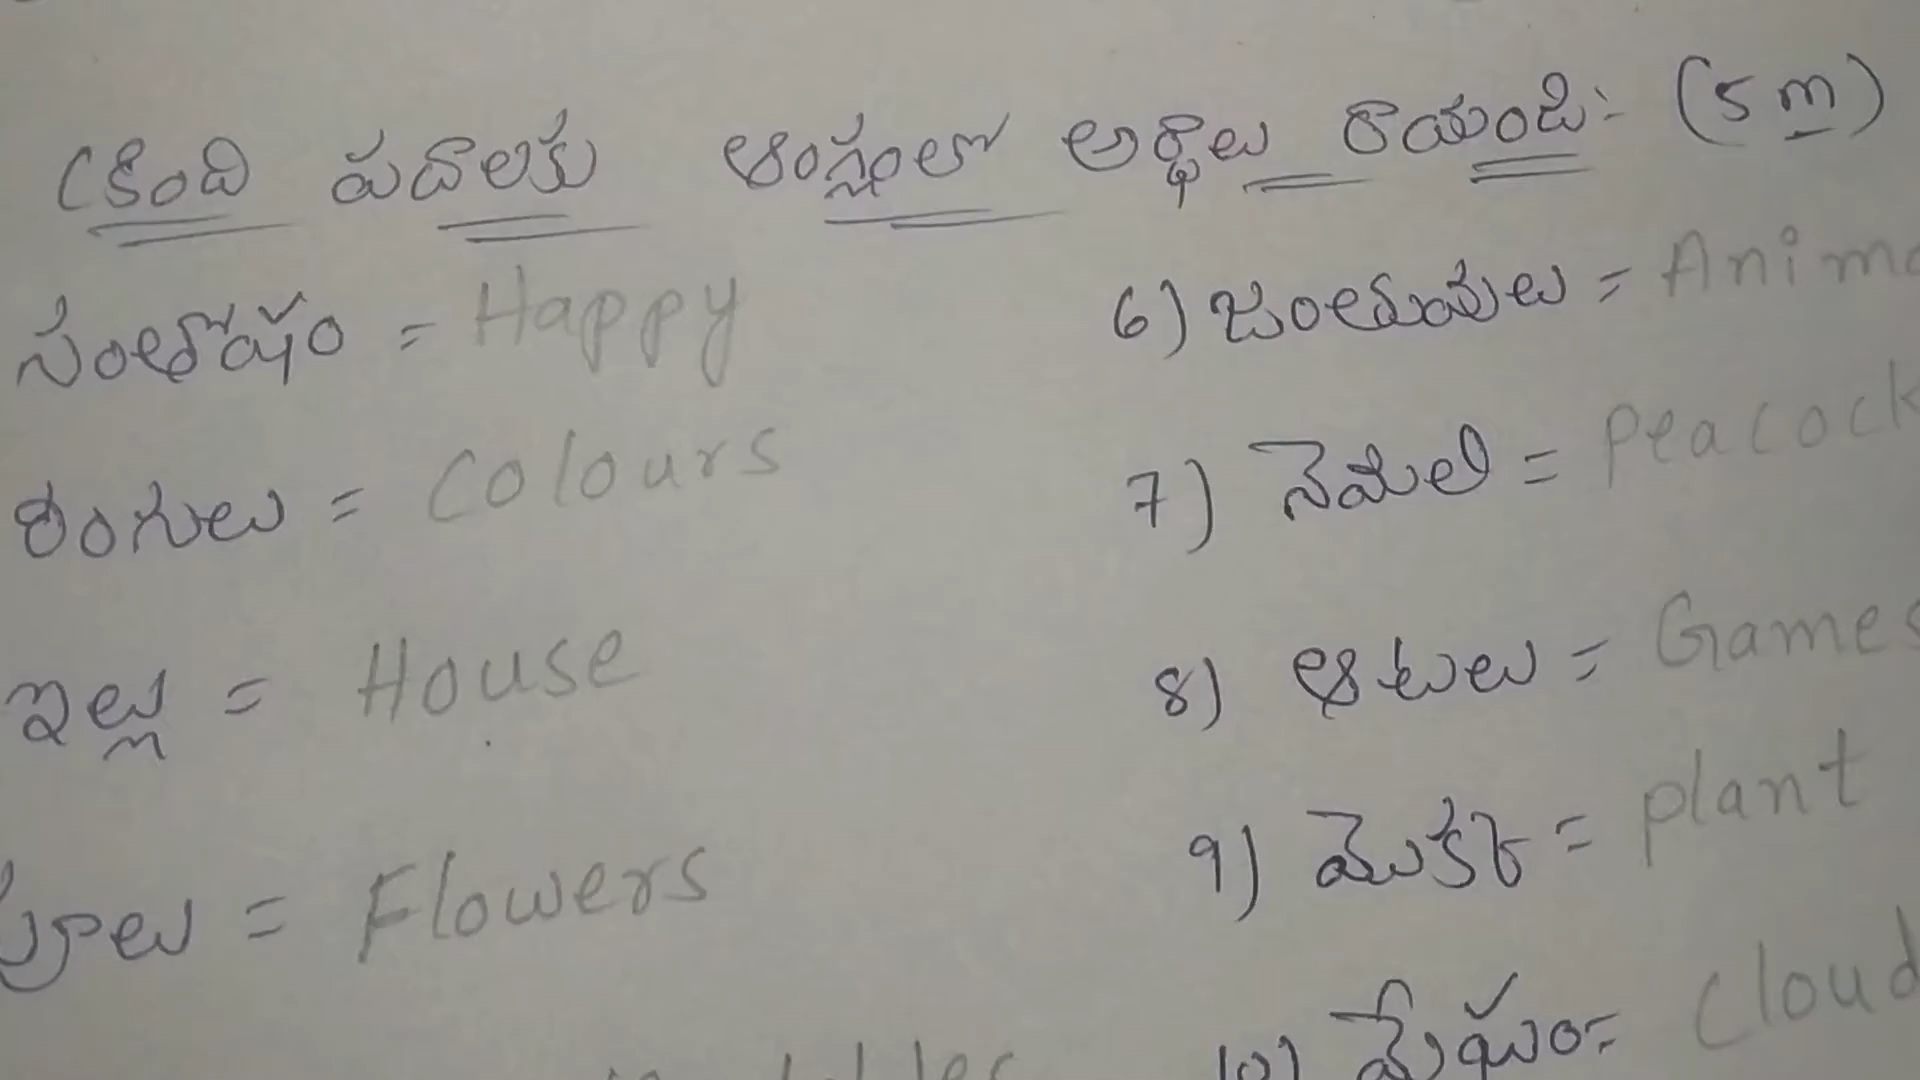 క్రింది పదాలకు ఆంగ్లంలో అర్థాలు రాయండి:- (5 m)
సంతోషం = Happy
రంగులు = Colours
ఇల్లు = House
పూలు = Flowers
6) జంతువులు = Anima
7) నెమలి = Peacock
8) ఆటలు = Games
9) మొక్క = plant
10) మేఘం = Cloud